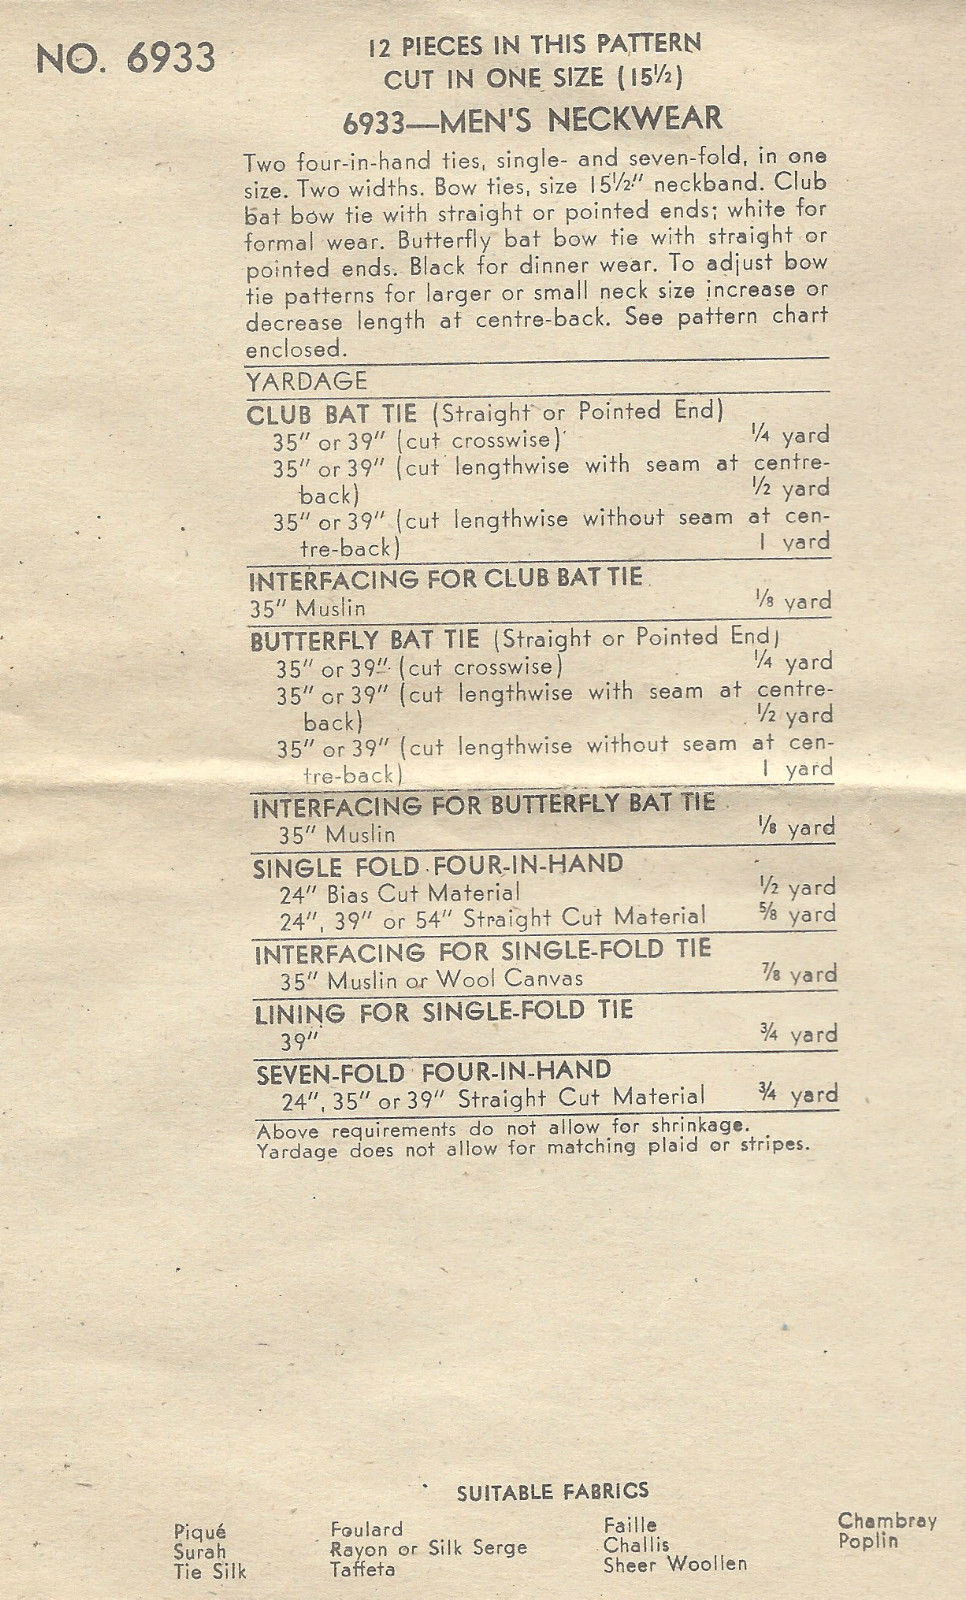 NO. 6933
12 PIECES IN THIS PATTERN
CUT IN ONE SIZE (15½)
6933—MEN'S NECKWEAR
Two four-in-hand ties, single- and seven-fold, in one
size. Two widths. Bow ties, size 15½" neckband. Club
bat bow tie with straight or pointed ends; white for
formal wear. Butterfly bat bow tie with straight or
pointed ends. Black for dinner wear. To adjust bow
tie patterns for larger or small neck size increase or
decrease length at centre-back. See pattern chart
enclosed.
YARDAGE
CLUB BAT TIE (Straight or Pointed End)
35" or 39" (cut crosswise) ¼ yard
35" or 39" (cut lengthwise with seam at centre-
back) ½ yard
35" or 39" (cut lengthwise without seam at cen-
tre-back) 1 yard
INTERFACING FOR CLUB BAT TIE
35" Muslin ⅛ yard
BUTTERFLY BAT TIE (Straight or Pointed End)
35" or 39" (cut crosswise) ¼ yard
35" or 39" (cut lengthwise with seam at centre-
back) ½ yard
35" or 39" (cut lengthwise without seam at cen-
tre-back) 1 yard
INTERFACING FOR BUTTERFLY BAT TIE
35" Muslin ⅛ yard
SINGLE FOLD FOUR-IN-HAND
24" Bias Cut Material ½ yard
24", 39" or 54" Straight Cut Material ⅝ yard
INTERFACING FOR SINGLE-FOLD TIE
35" Muslin or Wool Canvas ⅞ yard
LINING FOR SINGLE-FOLD TIE
39" ¾ yard
SEVEN-FOLD FOUR-IN-HAND
24", 35" or 39" Straight Cut Material ¾ yard
Above requirements do not allow for shrinkage.
Yardage does not allow for matching plaid or stripes.
SUITABLE FABRICS
Piqué
Surah
Tie Silk
Foulard
Rayon or Silk Serge
Taffeta
Faille
Challis
Sheer Woollen
Chambray
Poplin